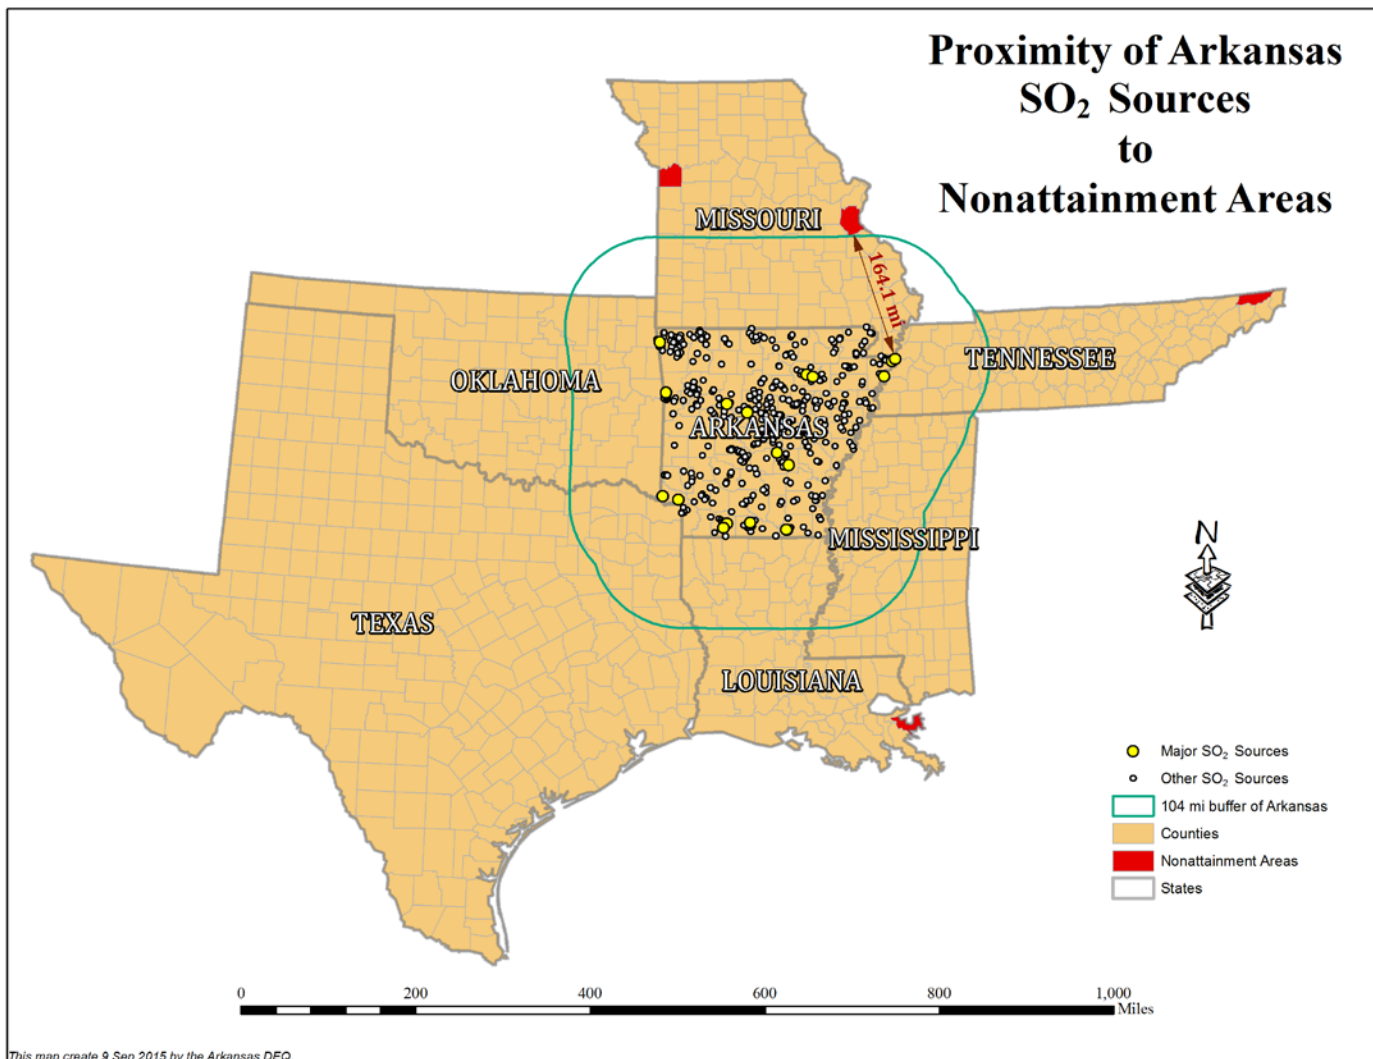 Proximity of Arkansas
SO₂ Sources
to
Nonattainment Areas
MISSOURI
164.1 mi
TENNESSEE
OKLAHOMA
ARKANSAS
MISSISSIPPI
N
TEXAS
LOUISIANA
Major SO₂ Sources
Other SO₂ Sources
104 mi buffer of Arkansas
Counties
Nonattainment Areas
States
0 200 400 600 800 1,000
Miles
This map create 9 Sep 2015 by the Arkansas DEQ